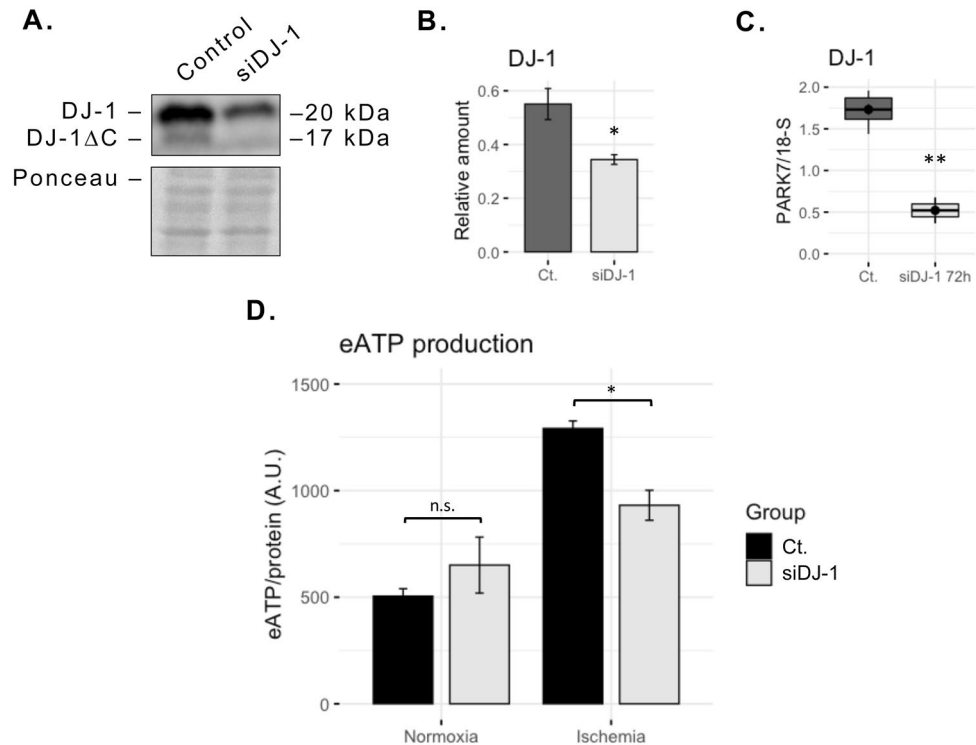 A.
Control
siDJ-1
DJ-1 –
–20 kDa
DJ-1ΔC –
–17 kDa
Ponceau –
B.
DJ-1
Relative amount
0.6
0.4
0.2
0.0
*
Ct.
siDJ-1
C.
DJ-1
PARK7/18-S
2.0
1.5
1.0
0.5
0.0
**
Ct.
siDJ-1 72h
D.
eATP production
eATP/protein (A.U.)
1500
1000
500
0
n.s.
*
Normoxia
Ischemia
Group
Ct.
siDJ-1